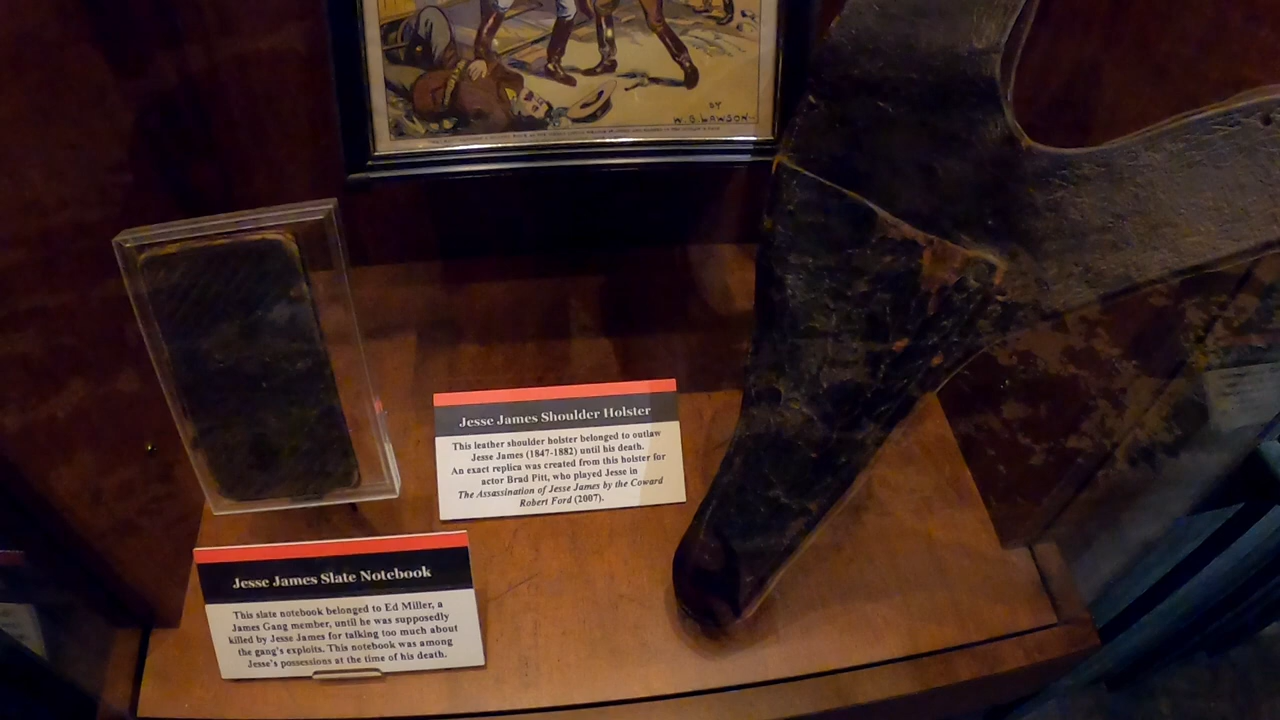 BY
W. B. LAWSON
Jesse James Shoulder Holster
This leather shoulder holster belonged to outlaw
Jesse James (1847-1882) until his death.
An exact replica was created from this holster for
actor Brad Pitt, who played Jesse in
The Assassination of Jesse James by the Coward
Robert Ford (2007).
Jesse James Slate Notebook
This slate notebook belonged to Ed Miller, a
James Gang member, until he was supposedly
killed by Jesse James for talking too much about
the gang's exploits. This notebook was among
Jesse's possessions at the time of his death.